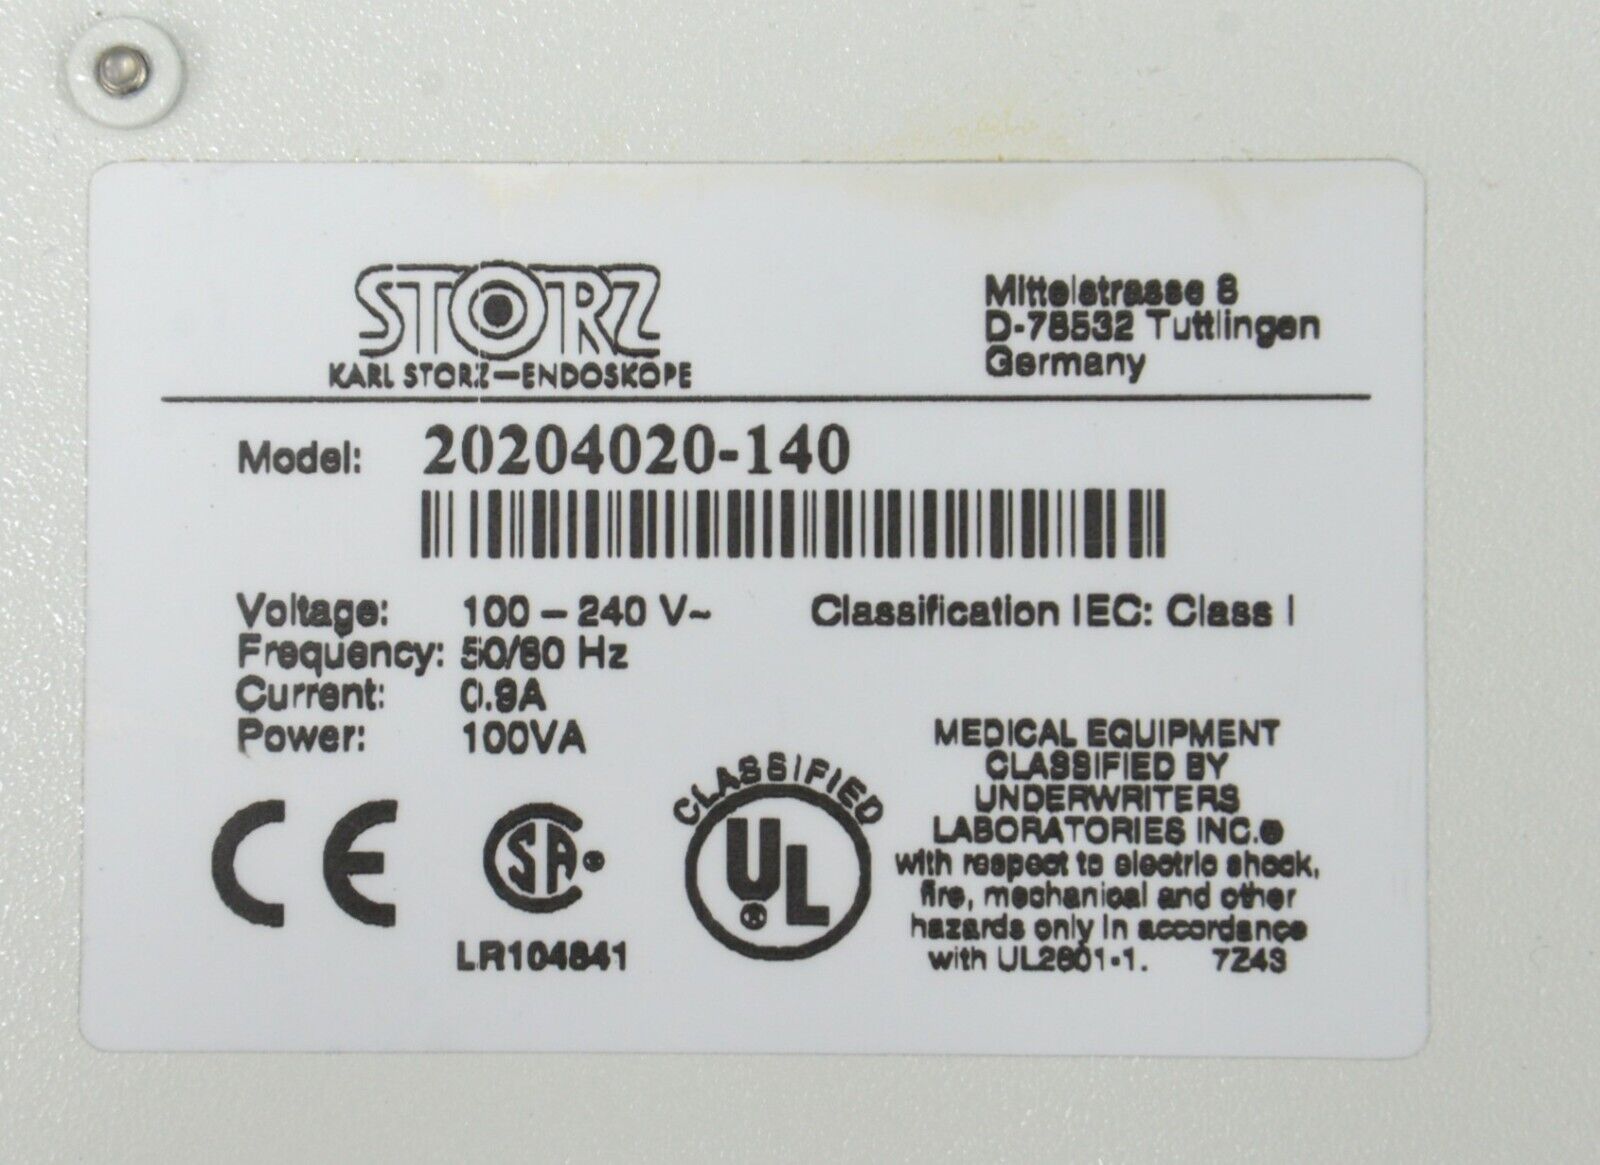 STORZ
KARL STORZ—ENDOSKOPE
Mittelstrasse 8
D-78532 Tuttlingen
Germany
Model: 20204020-140
Voltage: 100 – 240 V~
Classification IEC: Class I
Frequency: 50/60 Hz
Current: 0.9A
Power: 100VA
CE
SA®
LR104841
CLASSIFIED
UL®
MEDICAL EQUIPMENT
CLASSIFIED BY
UNDERWRITERS
LABORATORIES INC.®
with respect to electric shock,
fire, mechanical and other
hazards only in accordance
with UL2601-1. 7Z43